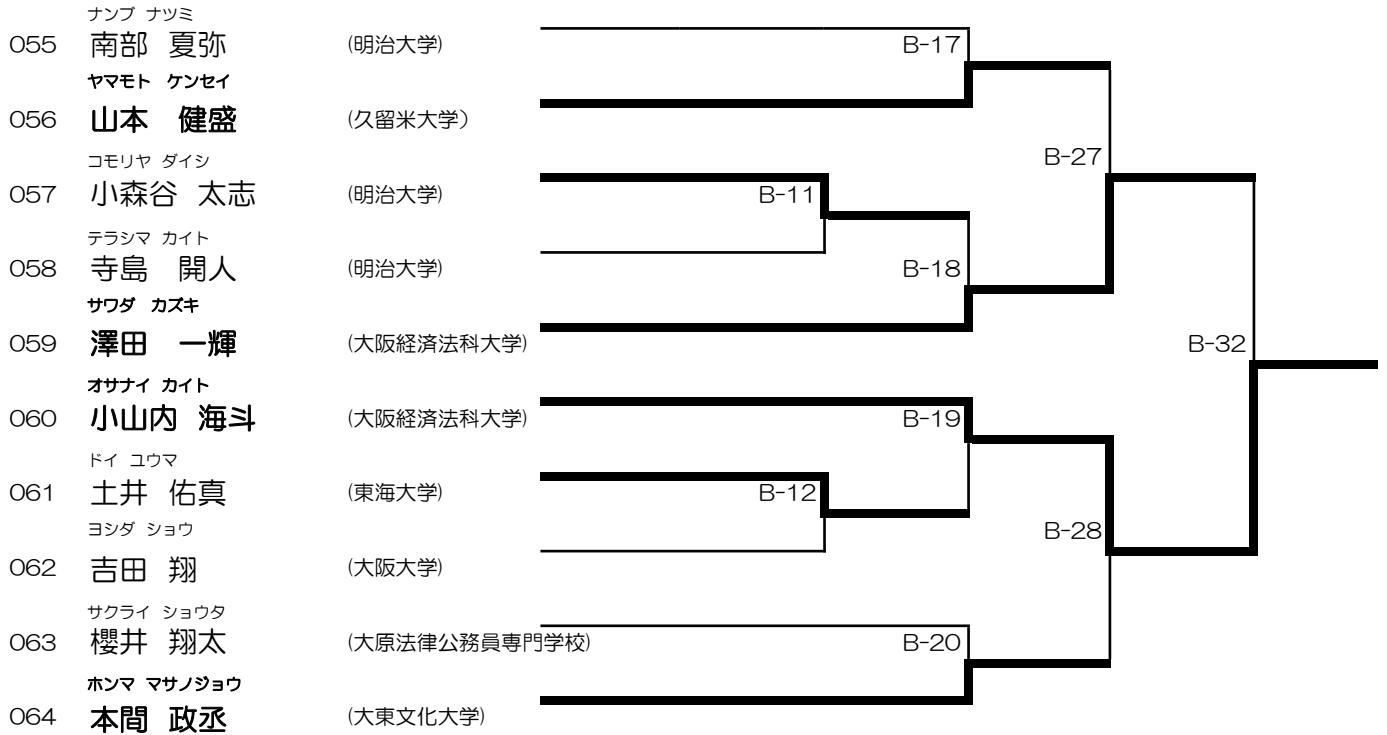 ナンブ ナツミ
055 南部 夏弥 (明治大学) B-17
ヤマモト ケンセイ
056 山本 健盛 (久留米大学)
コモリヤ ダイシ B-27
057 小森谷 太志 (明治大学) B-11
テラシマ カイト
058 寺島 開人 (明治大学) B-18
サワダ カズキ
059 澤田 一輝 (大阪経済法科大学) B-32
オサナイ カイト
060 小山内 海斗 (大阪経済法科大学) B-19
ドイ ユウマ
061 土井 佑真 (東海大学) B-12
ヨシダ ショウ B-28
062 吉田 翔 (大阪大学)
サクライ ショウタ
063 櫻井 翔太 (大原法律公務員専門学校) B-20
ホンマ マサノジョウ
064 本間 政丞 (大東文化大学)